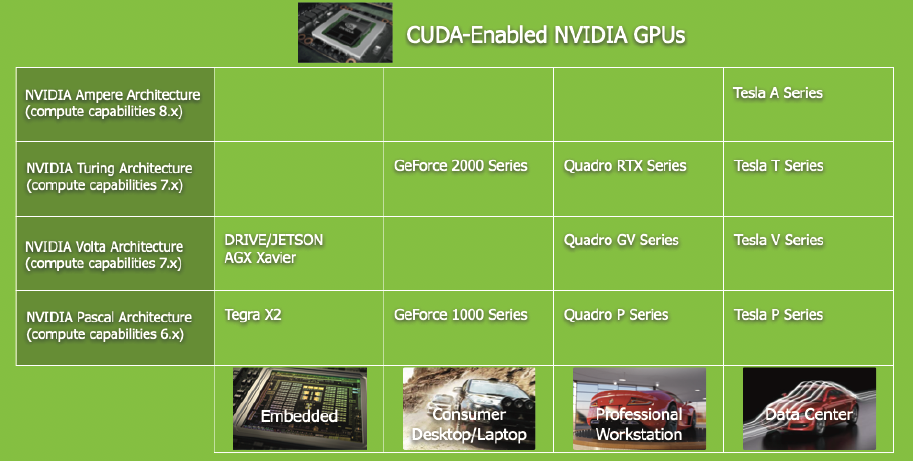 CUDA-Enabled NVIDIA GPUs
NVIDIA Ampere Architecture
(compute capabilities 8.x)
Tesla A Series
NVIDIA Turing Architecture
(compute capabilities 7.x)
GeForce 2000 Series
Quadro RTX Series
Tesla T Series
NVIDIA Volta Architecture
(compute capabilities 7.x)
DRIVE/JETSON
AGX Xavier
Quadro GV Series
Tesla V Series
NVIDIA Pascal Architecture
(compute capabilities 6.x)
Tegra X2
GeForce 1000 Series
Quadro P Series
Tesla P Series
Embedded
Consumer
Desktop/Laptop
Professional
Workstation
Data Center